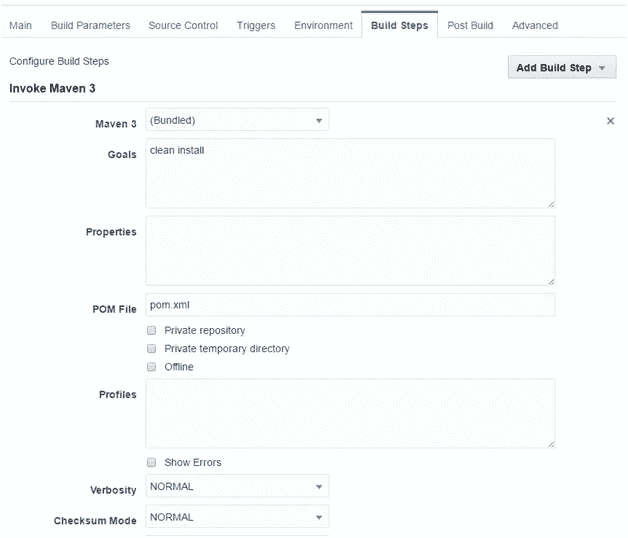 Main Build Parameters Source Control Triggers Environment Build Steps Post Build Advanced
Configure Build Steps
Add Build Step
Invoke Maven 3
Maven 3 (Bundled)
Goals clean install
Properties
POM File pom.xml
Private repository
Private temporary directory
Offline
Profiles
Show Errors
Verbosity NORMAL
Checksum Mode NORMAL